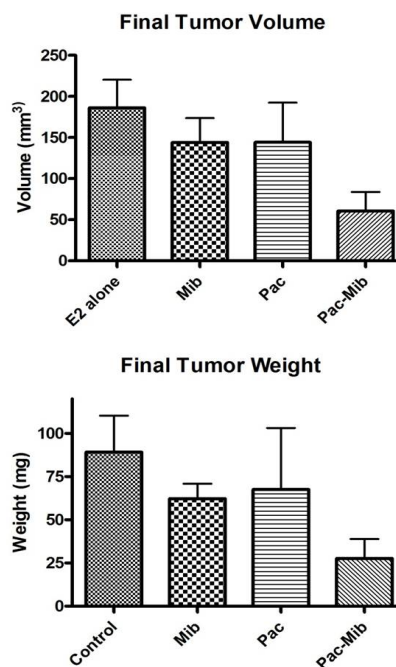 Final Tumor Volume
Volume (mm³)
250
200
150
100
50
0
E2 alone
Mib
Pac
Pac-Mib
Final Tumor Weight
Weight (mg)
100
75
50
25
0
Control
Mib
Pac
Pac-Mib